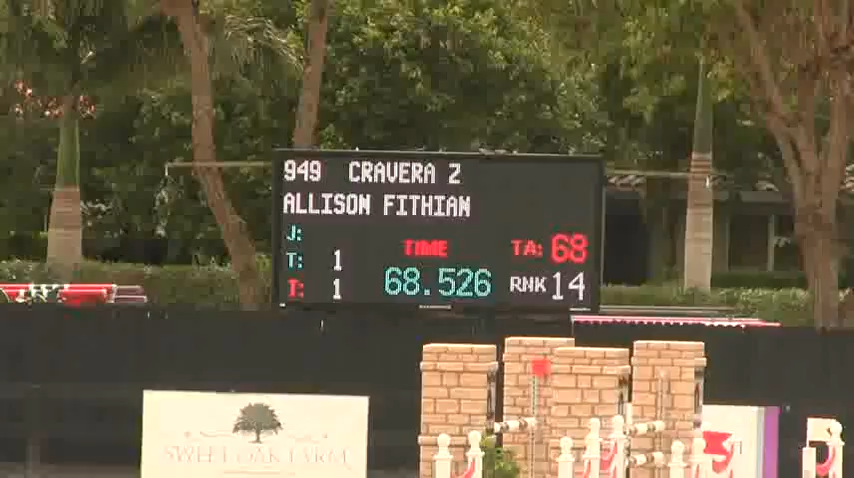 949 CRAVERA Z
ALLISON FITHIAN
J:
TIME TA: 68
T: 1
68.526 RNK 14
T: 1
SWEET OAK FARM